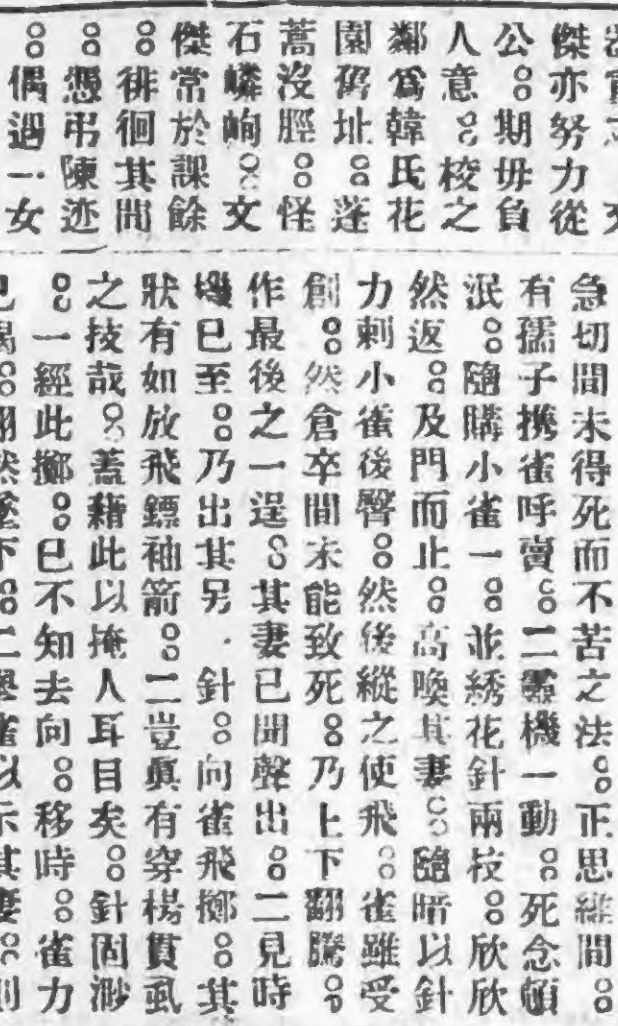 傑亦努力從
公。期毋負
人意。校之
鄰爲韓氏花
園舊址。蓬
蒿沒脛。怪
石嶙峋。文
傑常於課餘
。徘徊其間
。憑弔陳迹
。偶遇一女
急切間未得死而不苦之法。正思維間。
有孺子携雀呼賣。二靈機一動。死念頓
泯。隨購小雀一。並綉花針兩枝。欣欣
然返。及門而止。高喚其妻。隨暗以針
力刺小雀後臀。然後縱之使飛。雀雖受
創。然倉卒間未能致死。乃上下翻騰。
作最後之一逞。其妻已聞聲出。二見時
機已至。乃出其另一針。向雀飛擲。其
狀有如放飛鏢袖箭。二豈眞有穿楊貫虱
之技哉。蓋藉此以掩人耳目矣。針固渺
。一經此擲。已不知去向。移時。雀力